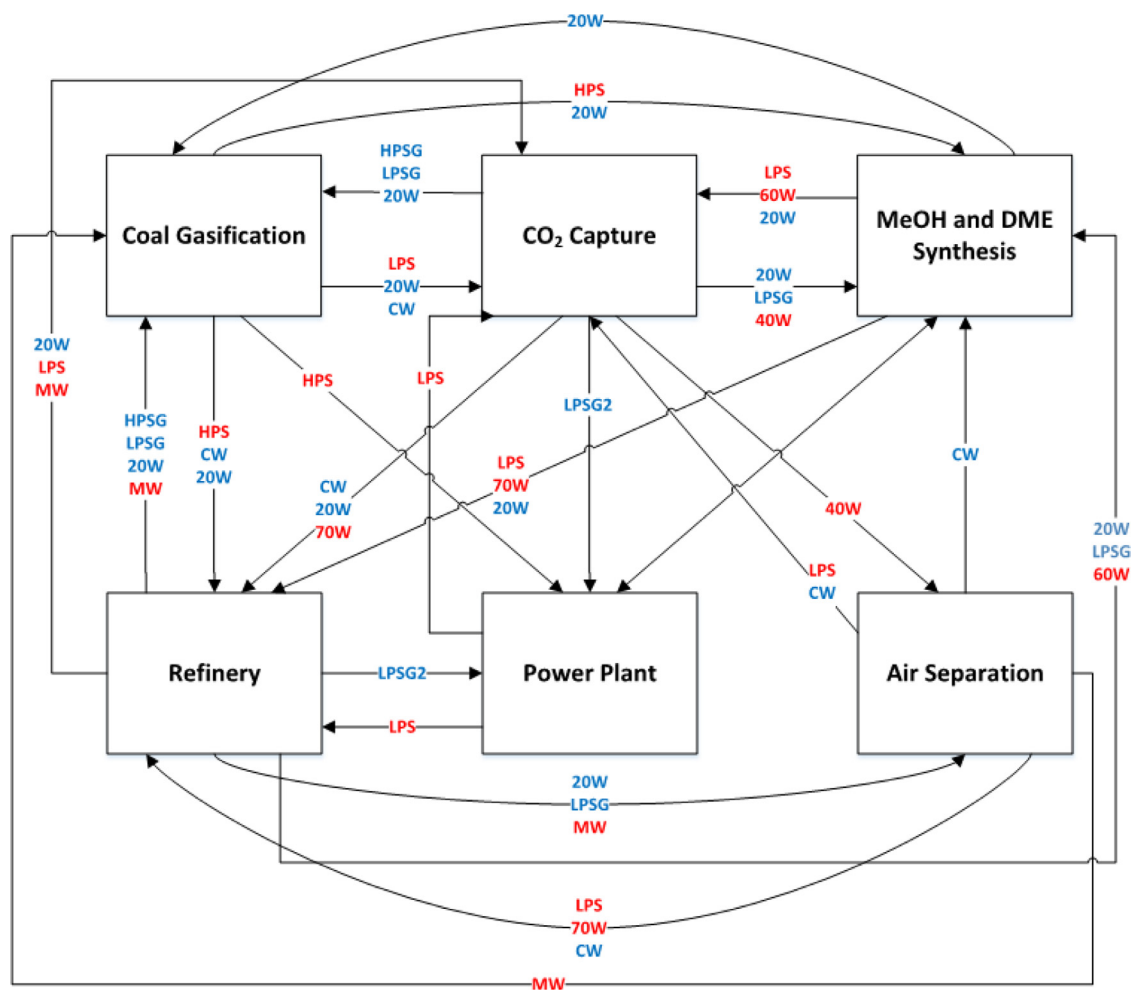 20W
HPS
20W
HPSG
LPSG
20W
LPS
60W
20W
Coal Gasification
CO₂ Capture
MeOH and DME
Synthesis
LPS
20W
CW
20W
LPSG
40W
20W
LPS
MW
HPS
LPS
HPSG
LPSG
20W
MW
HPS
CW
20W
LPSG2
CW
20W
70W
LPS
70W
20W
CW
40W
20W
LPSG
60W
LPS
CW
Refinery
LPSG2
Power Plant
Air Separation
LPS
20W
LPSG
MW
LPS
70W
CW
MW